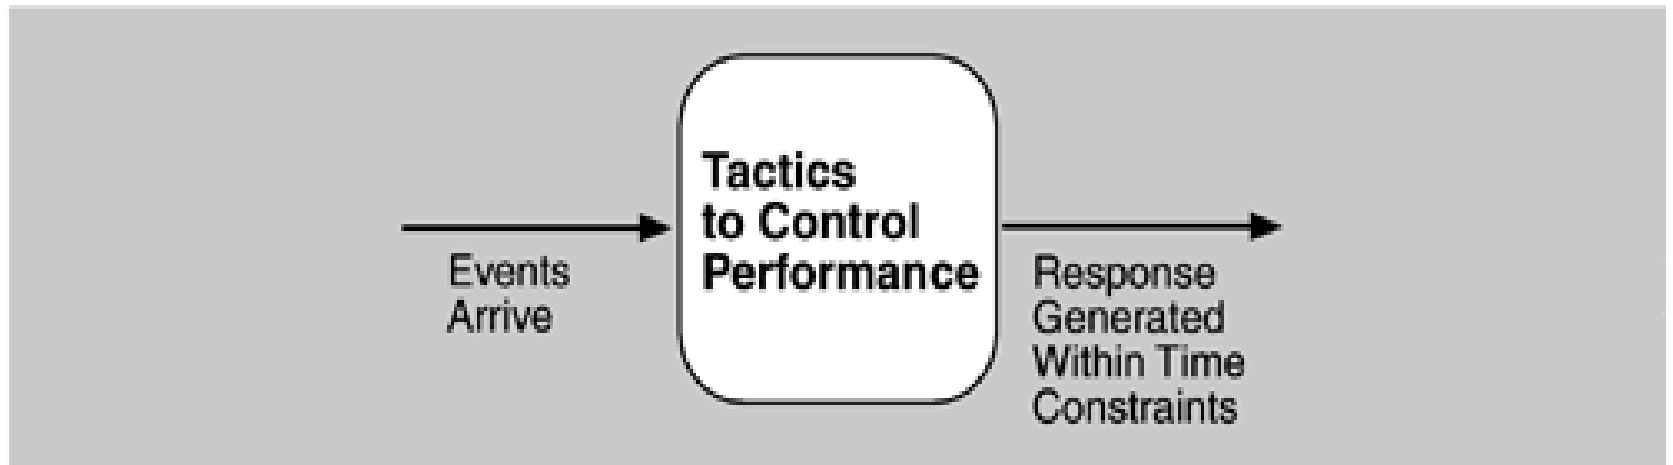 Events
Arrive
Tactics
to Control
Performance
Response
Generated
Within Time
Constraints